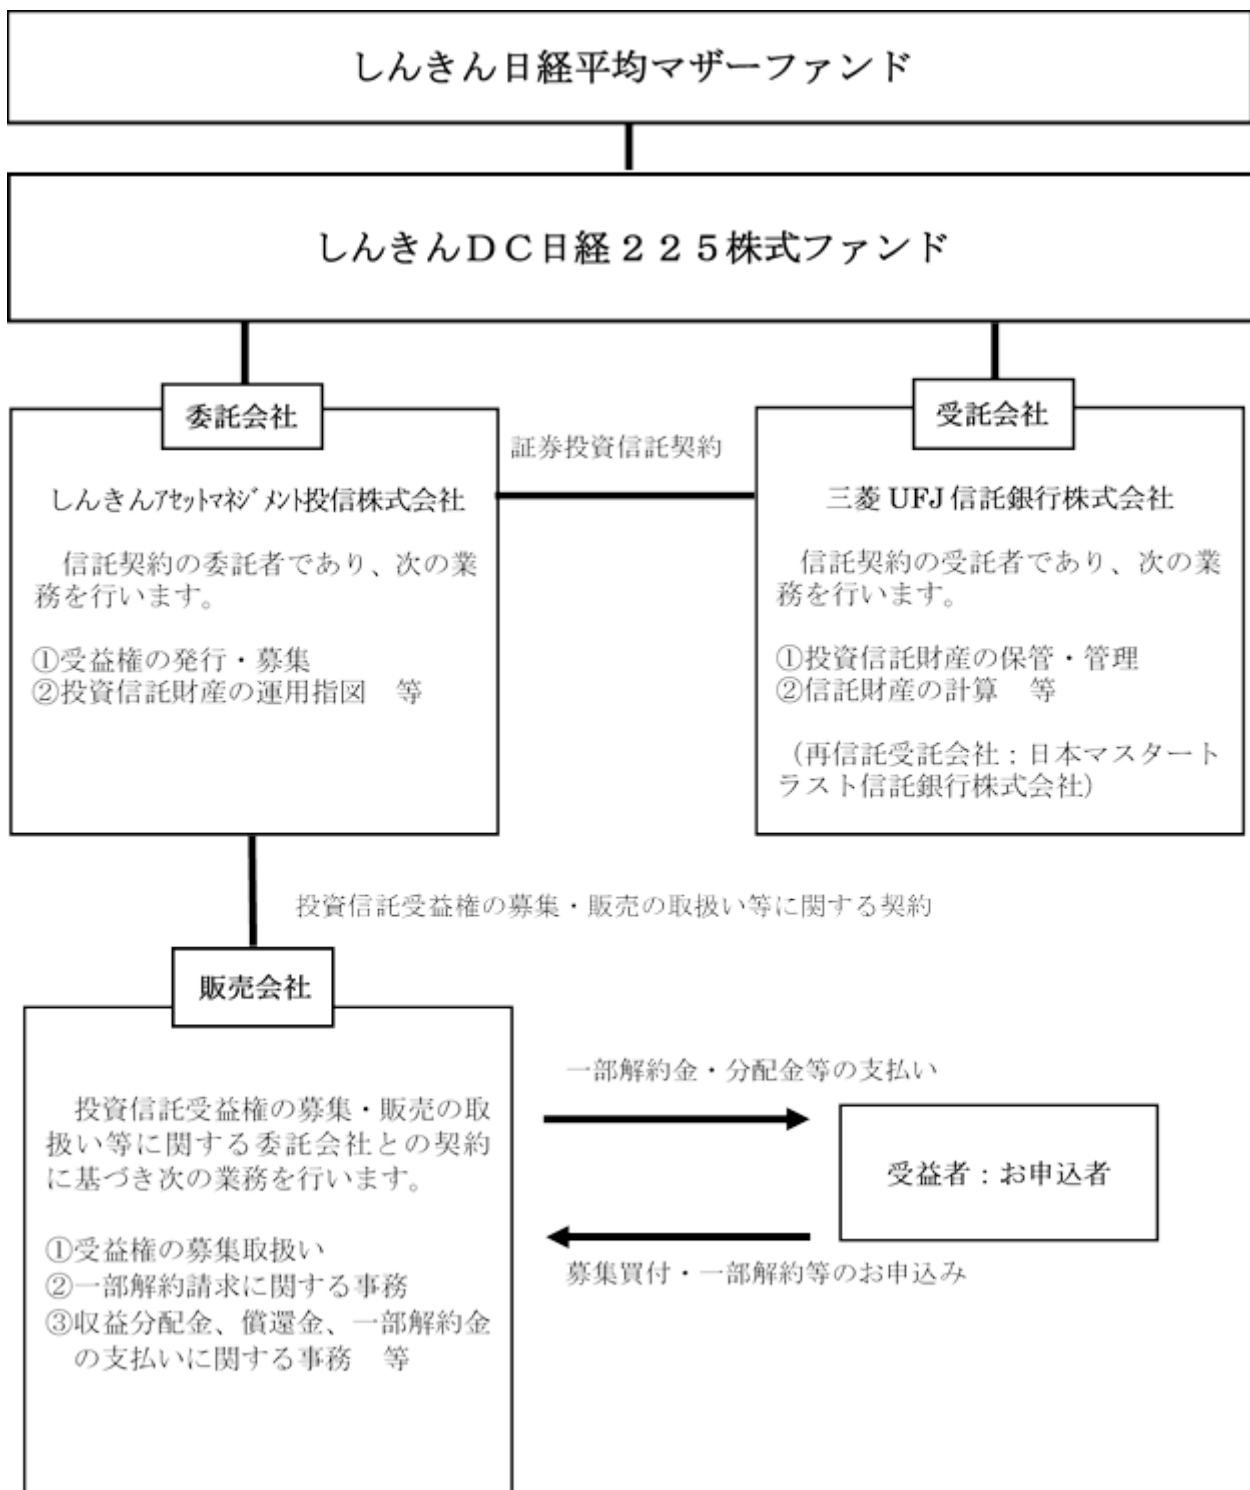 しんきん日経平均マザーファンド
しんきんＤＣ日経２２５株式ファンド
委託会社
しんきんｱｾｯﾄﾏﾈｼﾞﾒﾝﾄ投信株式会社
信託契約の委託者であり、次の業
務を行います。
①受益権の発行・募集
②投資信託財産の運用指図　等
証券投資信託契約
受託会社
三菱 UFJ 信託銀行株式会社
信託契約の受託者であり、次の業
務を行います。
①投資信託財産の保管・管理
②信託財産の計算　等
（再信託受託会社：日本マスタート
ラスト信託銀行株式会社）
投資信託受益権の募集・販売の取扱い等に関する契約
販売会社
投資信託受益権の募集・販売の取
扱い等に関する委託会社との契約
に基づき次の業務を行います。
①受益権の募集取扱い
②一部解約請求に関する事務
③収益分配金、償還金、一部解約金
の支払いに関する事務　等
一部解約金・分配金等の支払い
受益者：お申込者
募集買付・一部解約等のお申込み